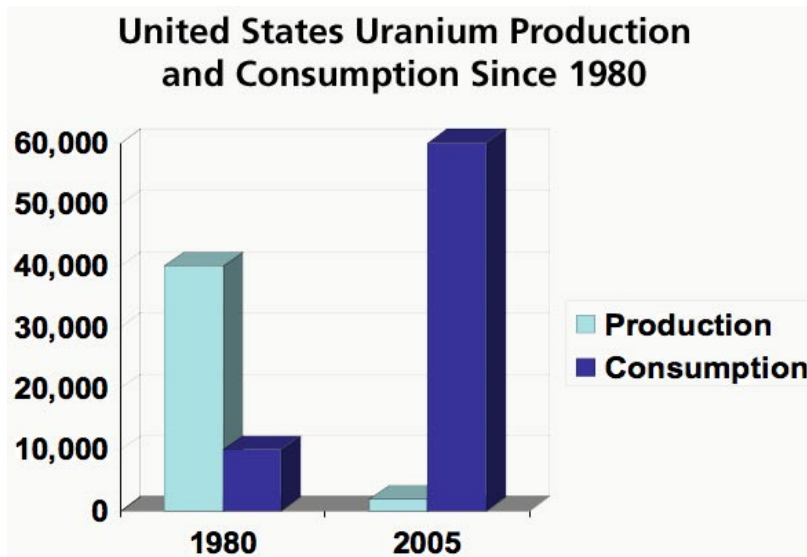 United States Uranium Production
and Consumption Since 1980
60,000
50,000
40,000
30,000
20,000
10,000
0
1980 2005
Production
Consumption